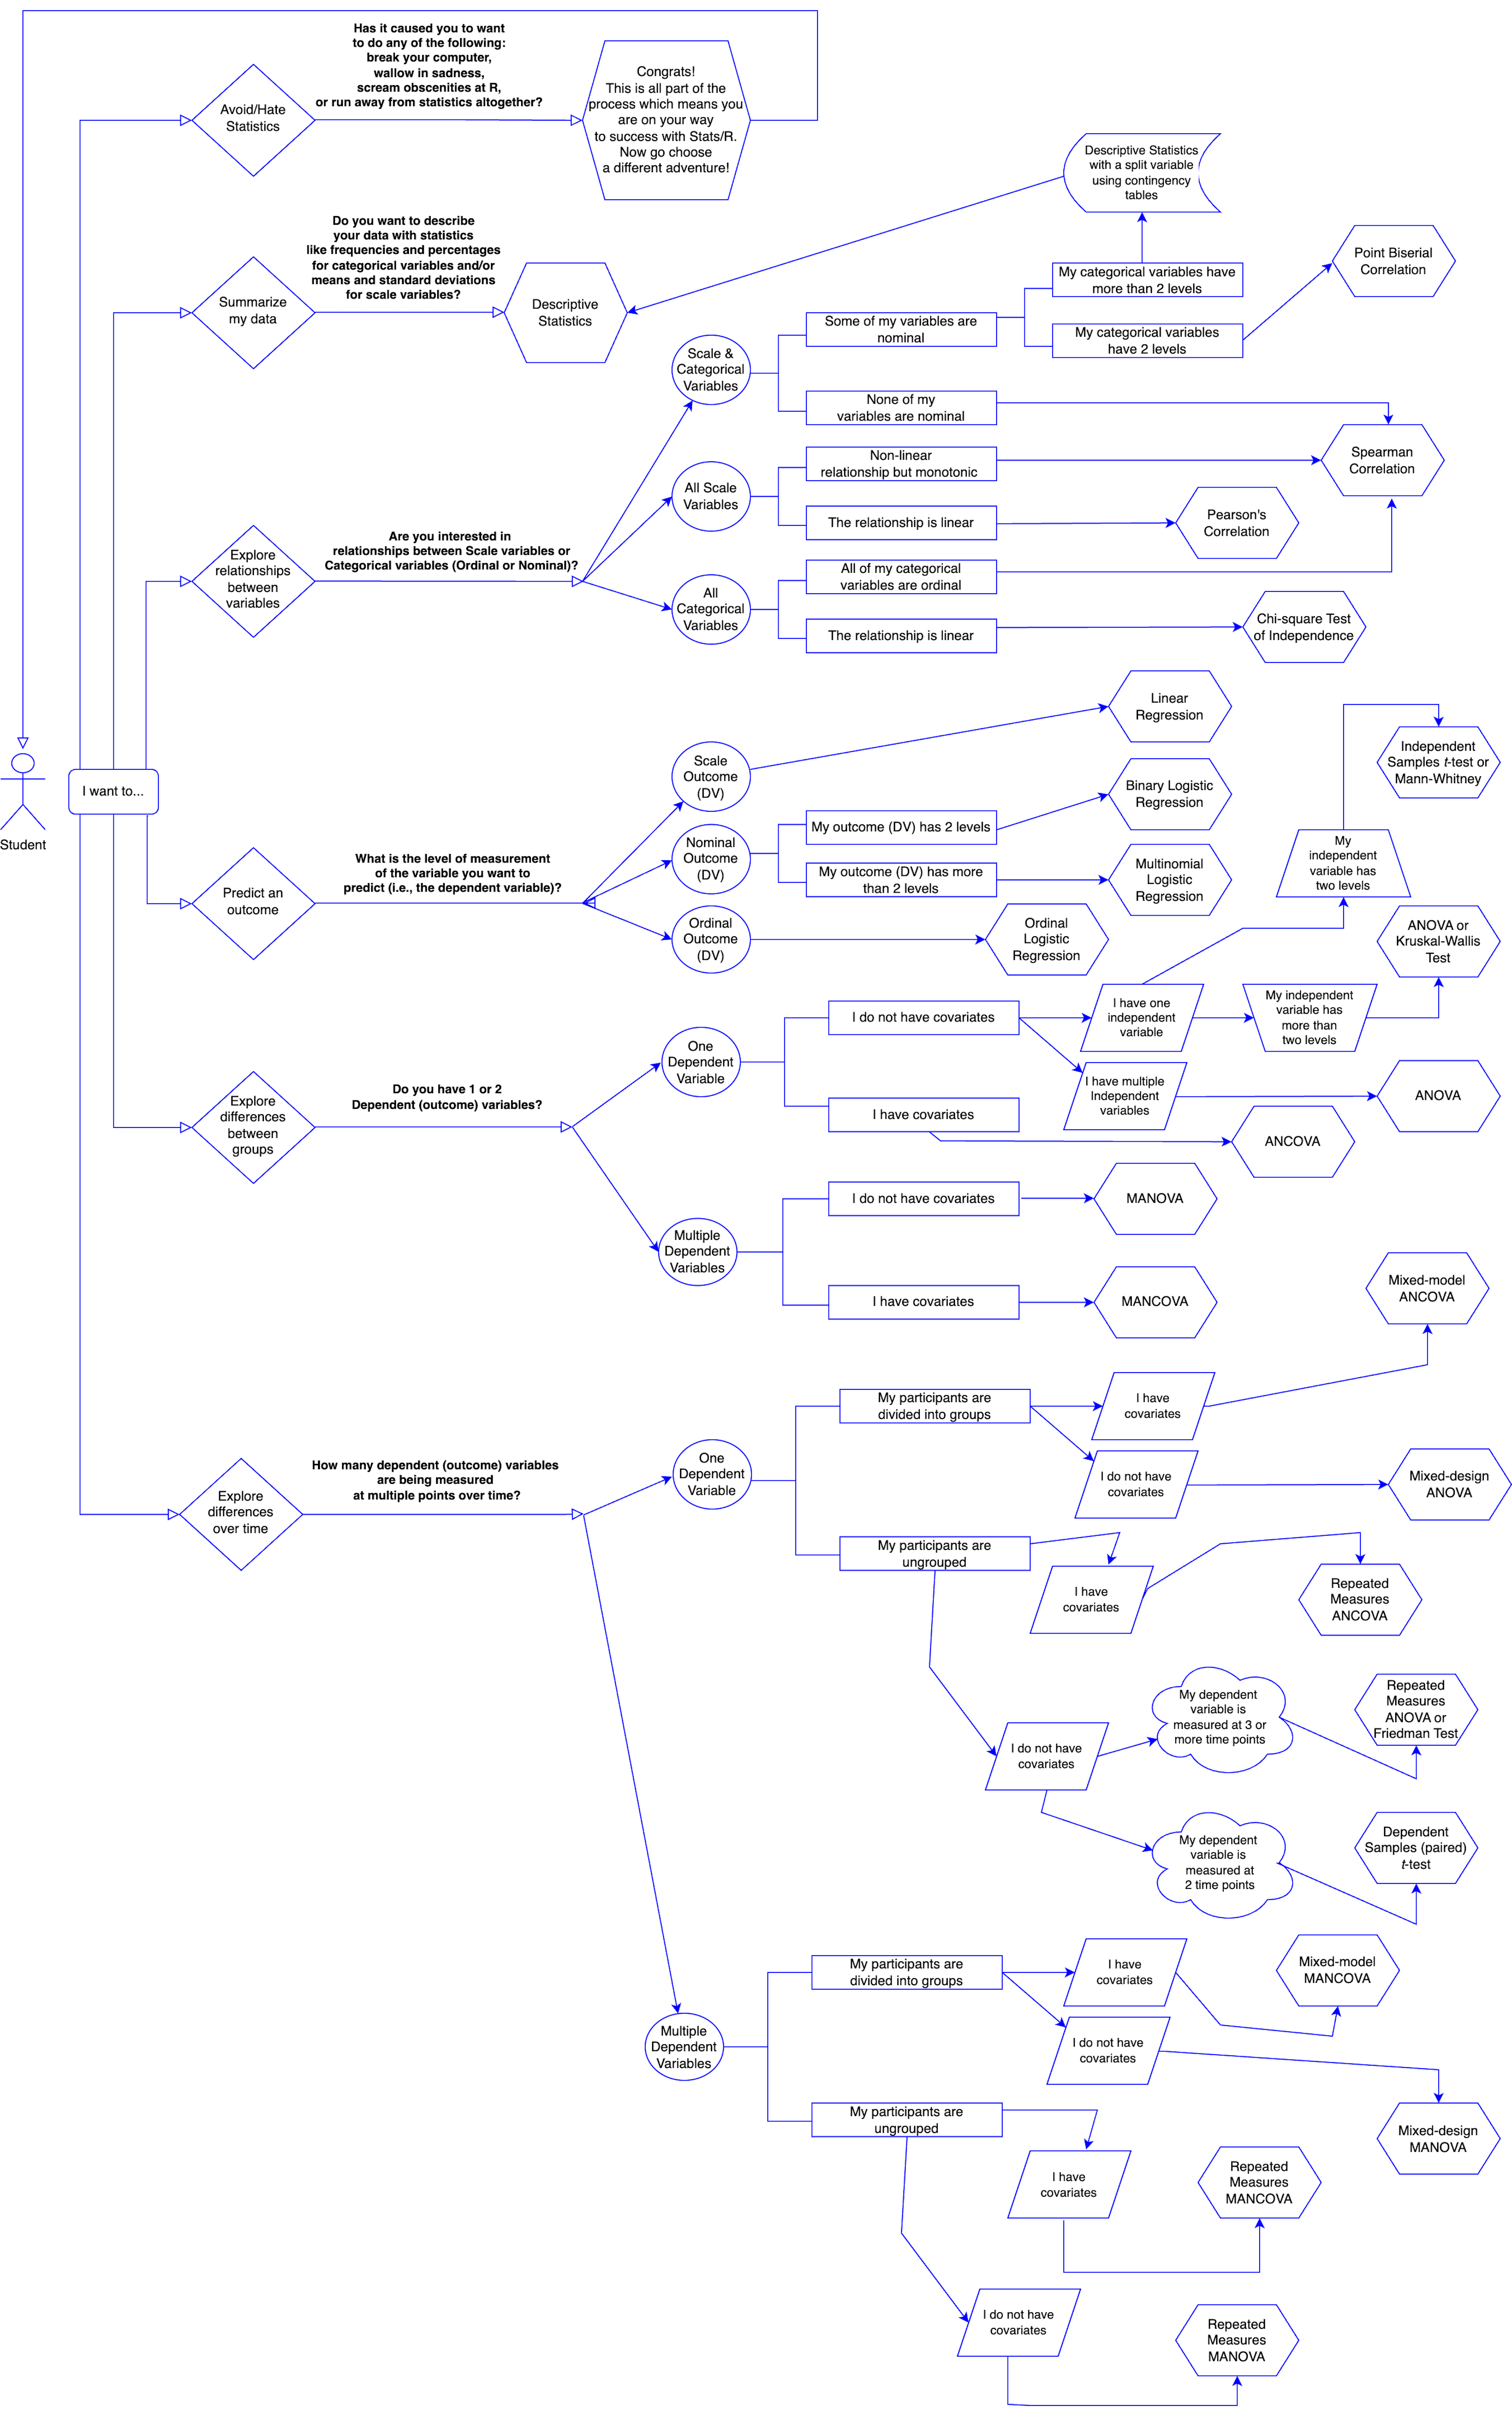 Has it caused you to want
to do any of the following:
break your computer,
wallow in sadness,
scream obscenities at R,
or run away from statistics altogether?
Avoid/Hate
Statistics
Congrats!
This is all part of the
process which means you
are on your way
to success with Stats/R.
Now go choose
a different adventure!
Descriptive Statistics
with a split variable
using contingency
tables
Do you want to describe
your data with statistics
like frequencies and percentages
for categorical variables and/or
means and standard deviations
for scale variables?
Summarize
my data
Descriptive
Statistics
My categorical variables have
more than 2 levels
Point Biserial
Correlation
Some of my variables are
nominal
My categorical variables
have 2 levels
Scale &
Categorical
Variables
None of my
variables are nominal
Non-linear
relationship but monotonic
Spearman
Correlation
All Scale
Variables
The relationship is linear
Pearson's
Correlation
Are you interested in
relationships between Scale variables or
Categorical variables (Ordinal or Nominal)?
Explore
relationships
between
variables
All of my categorical
variables are ordinal
All
Categorical
Variables
The relationship is linear
Chi-square Test
of Independence
Student
I want to...
Linear
Regression
Scale
Outcome
(DV)
Binary Logistic
Regression
Nominal
Outcome
(DV)
My outcome (DV) has 2 levels
My outcome (DV) has more
than 2 levels
Multinomial
Logistic
Regression
What is the level of measurement
of the variable you want to
predict (i.e., the dependent variable)?
Predict an
outcome
Ordinal
Outcome
(DV)
Ordinal
Logistic
Regression
Independent
Samples t-test or
Mann-Whitney
My
independent
variable has
two levels
ANOVA or
Kruskal-Wallis
Test
I do not have covariates
I have one
independent
variable
My independent
variable has
more than
two levels
One
Dependent
Variable
I have multiple
Independent
variables
ANOVA
Do you have 1 or 2
Dependent (outcome) variables?
Explore
differences
between
groups
I have covariates
ANCOVA
I do not have covariates
MANOVA
Multiple
Dependent
Variables
I have covariates
MANCOVA
Mixed-model
ANCOVA
My participants are
divided into groups
I have
covariates
How many dependent (outcome) variables
are being measured
at multiple points over time?
Explore
differences
over time
One
Dependent
Variable
I do not have
covariates
Mixed-design
ANOVA
My participants are
ungrouped
I have
covariates
Repeated
Measures
ANCOVA
I do not have
covariates
My dependent
variable is
measured at 3 or
more time points
Repeated
Measures
ANOVA or
Friedman Test
My dependent
variable is
measured at
2 time points
Dependent
Samples (paired)
t-test
Multiple
Dependent
Variables
My participants are
divided into groups
I have
covariates
Mixed-model
MANCOVA
I do not have
covariates
Mixed-design
MANOVA
My participants are
ungrouped
I have
covariates
Repeated
Measures
MANCOVA
I do not have
covariates
Repeated
Measures
MANOVA